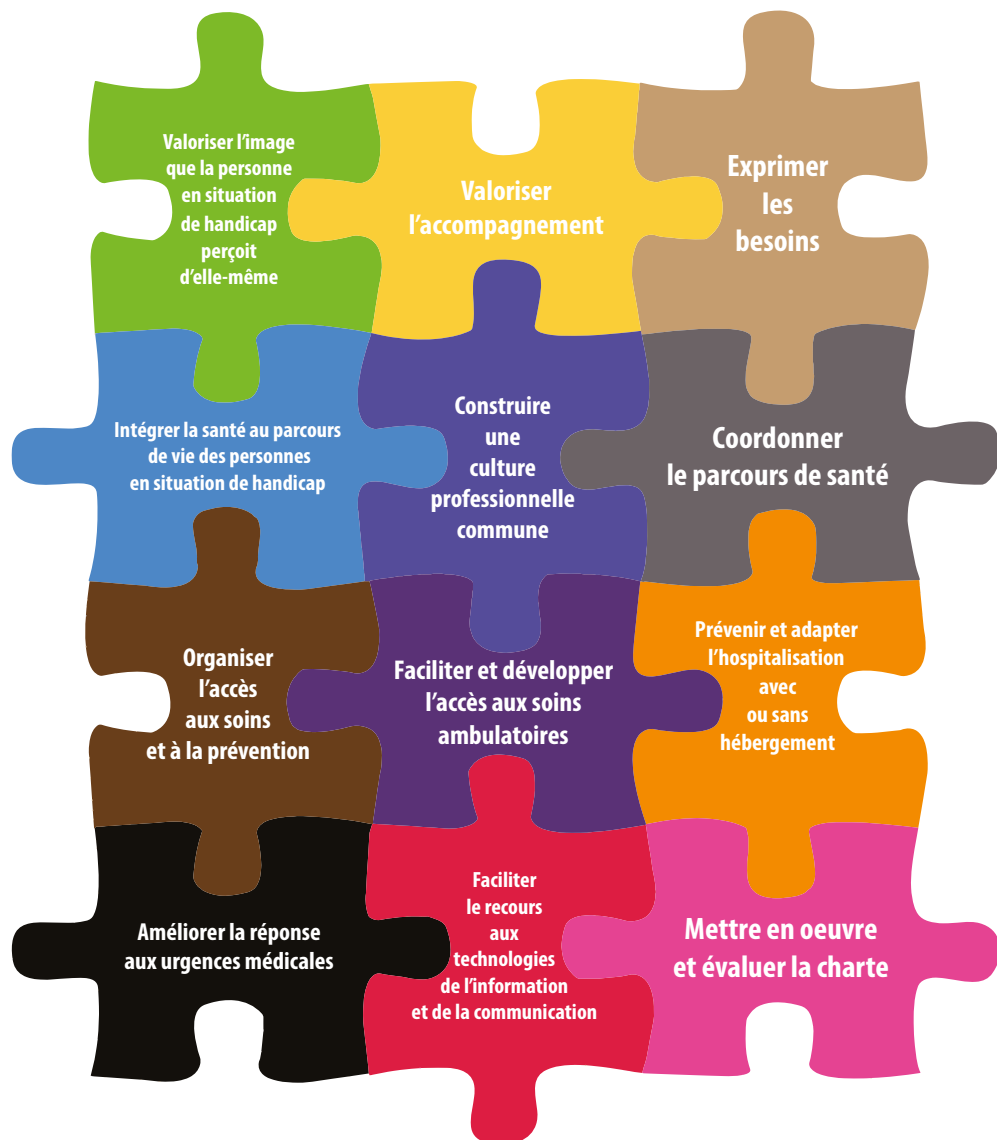 Valoriser l'image
que la personne
en situation
de handicap
perçoit
d'elle-même
Valoriser
l'accompagnement
Exprimer
les
besoins
Intégrer la santé au parcours
de vie des personnes
en situation de handicap
Construire
une
culture
professionnelle
commune
Coordonner
le parcours de santé
Organiser
l'accès
aux soins
et à la prévention
Faciliter et développer
l'accès aux soins
ambulatoires
Prévenir et adapter
l'hospitalisation
avec
ou sans
hébergement
Améliorer la réponse
aux urgences médicales
Faciliter
le recours
aux
technologies
de l'information
et de la communication
Mettre en oeuvre
et évaluer la charte